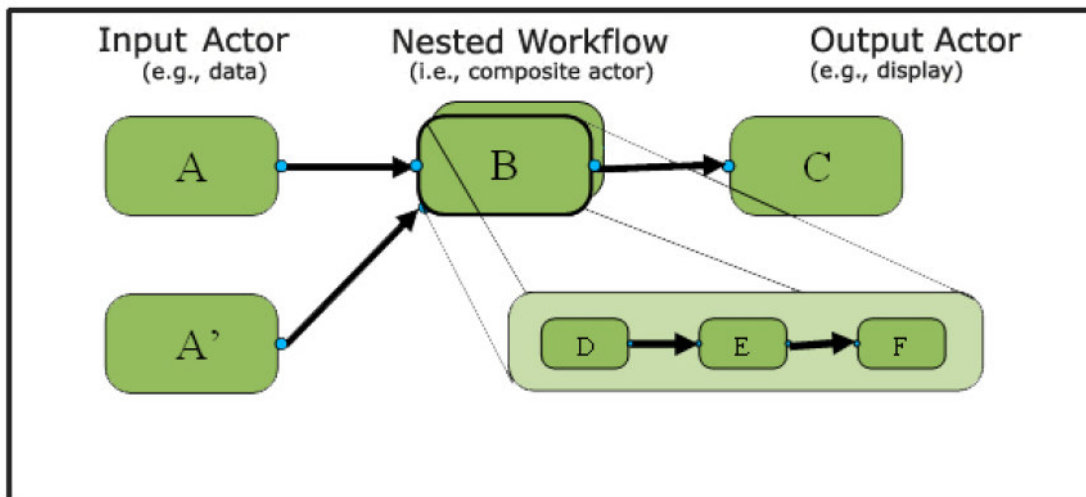 Input Actor
(e.g., data)
Nested Workflow
(i.e., composite actor)
Output Actor
(e.g., display)
A
B
C
A’
D
E
F